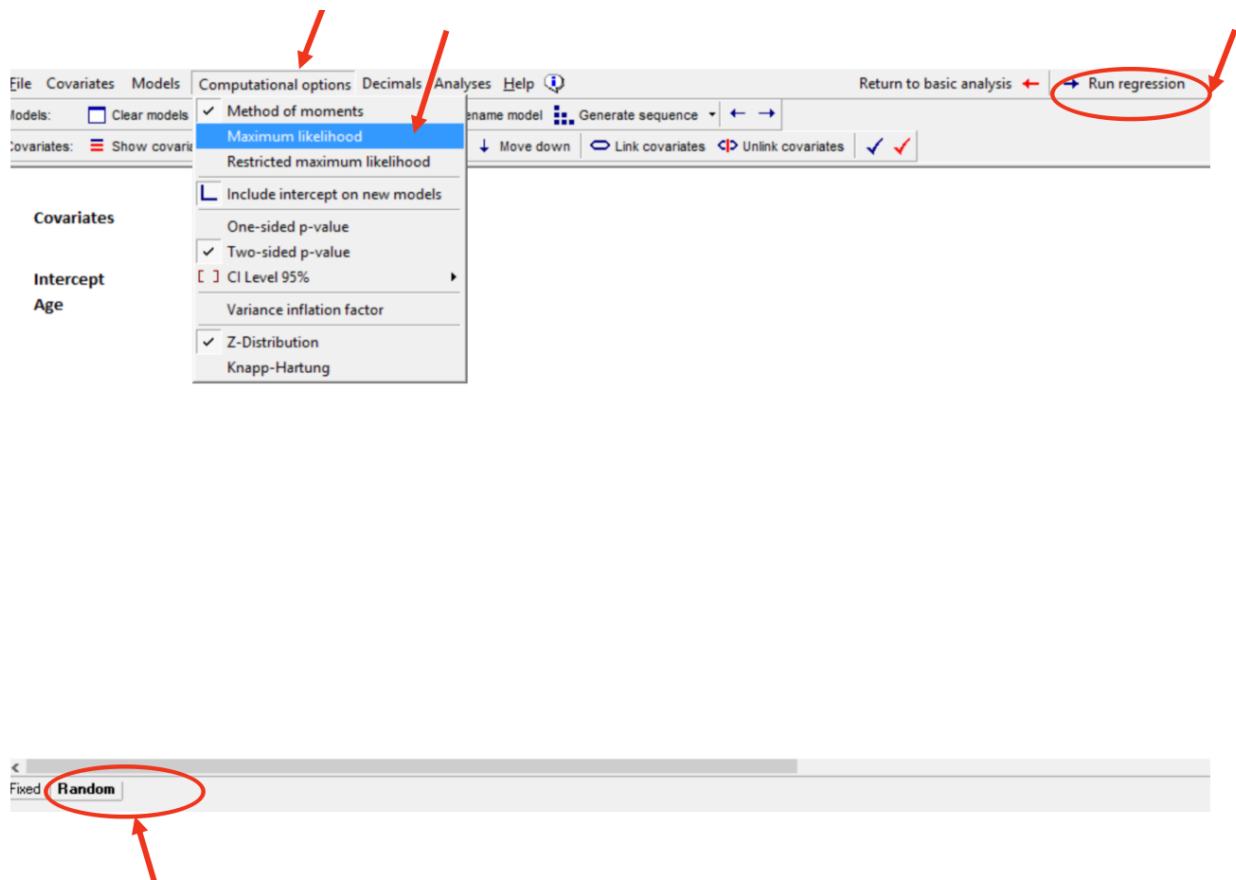 File Covariates Models Computational options Decimals Analyses Help Return to basic analysis Run regression
Models: Clear models ename model Generate sequence
Covariates: Show covaria Move down Link covariates Unlink covariates
Method of moments
Maximum likelihood
Restricted maximum likelihood
Include intercept on new models
One-sided p-value
Two-sided p-value
[ ] CI Level 95%
Variance inflation factor
Z-Distribution
Knapp-Hartung
Covariates
Intercept
Age
Fixed Random